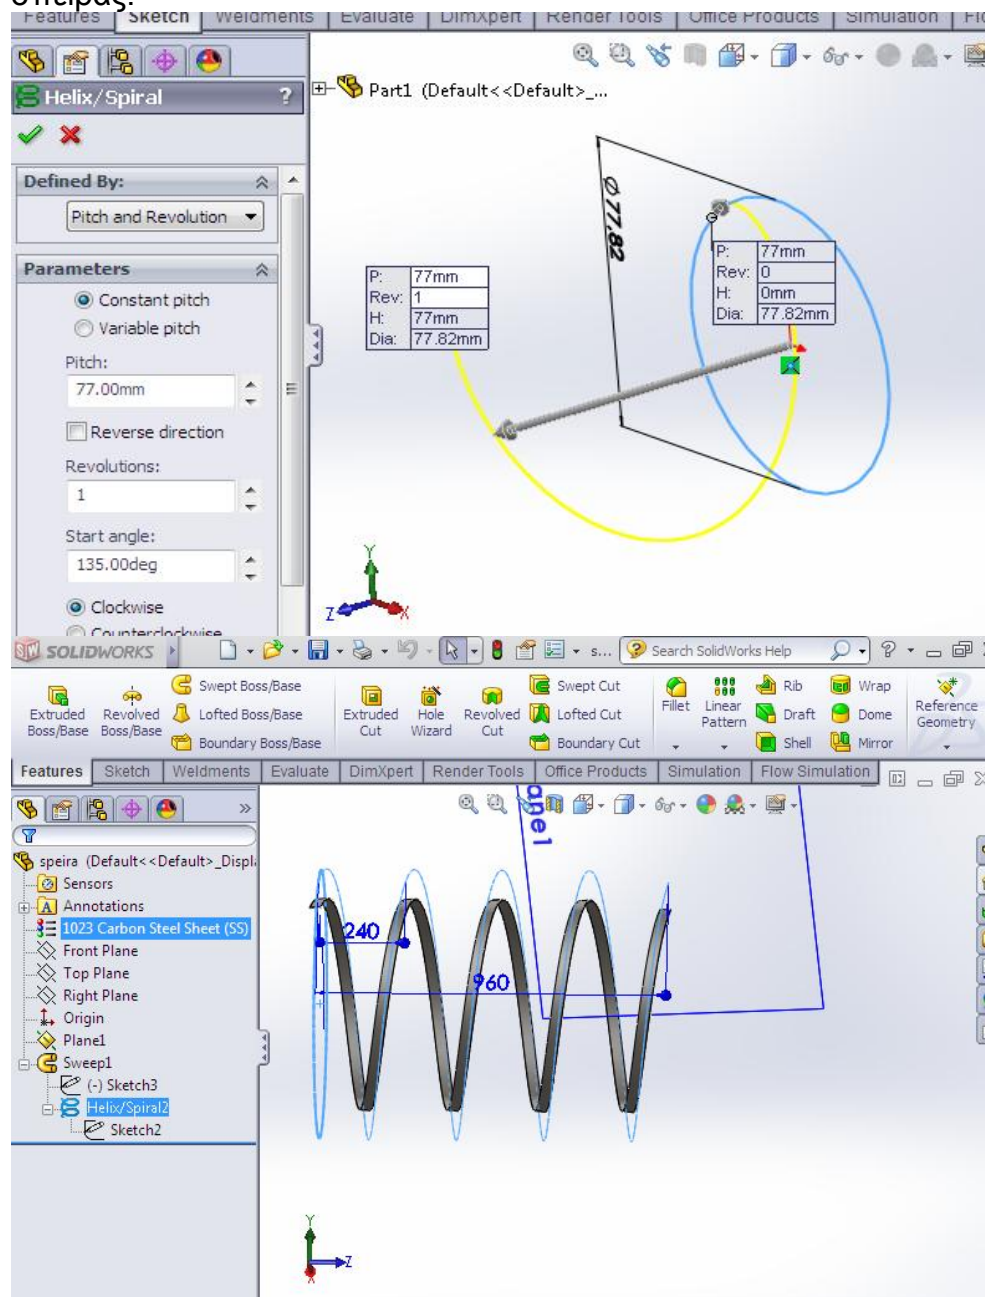 σπείρας.
Features Sketch Weldments Evaluate DimXpert Render Tools Office Products Simulation
Helix/Spiral ?
Part1 (Default<<Default>_...
Defined By:
Pitch and Revolution
Parameters
Constant pitch
Variable pitch
Pitch:
77.00mm
Reverse direction
Revolutions:
1
Start angle:
135.00deg
Clockwise
Counterclockwise
Ø77.82
P: 77mm
Rev: 0
H: 0mm
Dia: 77.82mm
P: 77mm
Rev: 1
H: 77mm
Dia: 77.82mm
Y
Z X
SOLIDWORKS s... Search SolidWorks Help ?
Extruded Boss/Base
Revolved Boss/Base
Swept Boss/Base
Lofted Boss/Base
Boundary Boss/Base
Extruded Cut
Hole Wizard
Revolved Cut
Swept Cut
Lofted Cut
Boundary Cut
Fillet
Linear Pattern
Rib
Draft
Shell
Wrap
Dome
Mirror
Reference Geometry
Features Sketch Weldments Evaluate DimXpert Render Tools Office Products Simulation Flow Simulation
speira (Default<<Default>_Displ
Sensors
Annotations
1023 Carbon Steel Sheet (SS)
Front Plane
Top Plane
Right Plane
Origin
Plane1
Sweep1
(-) Sketch3
Helix/Spiral2
Sketch2
ane1
240
960
Y
Z
X